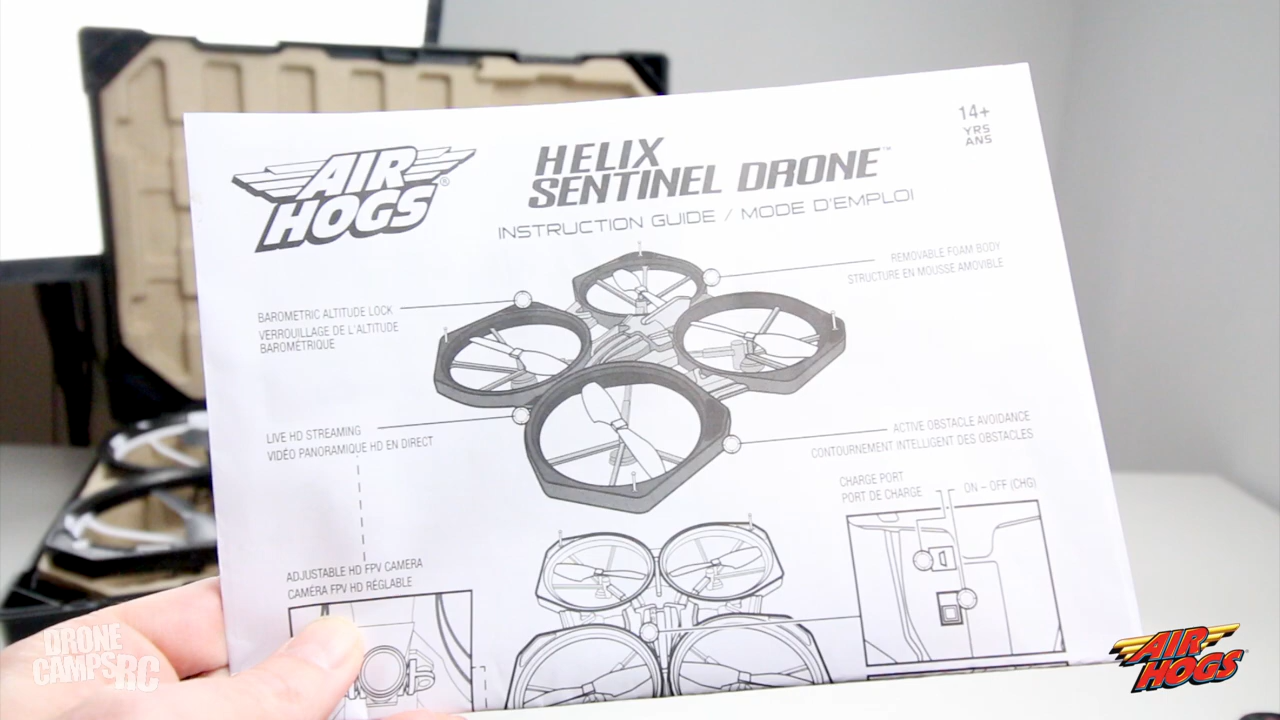 AIR
HOGS®
HELIX
SENTINEL DRONE™
INSTRUCTION GUIDE / MODE D'EMPLOI
14+
YRS
ANS
REMOVABLE FOAM BODY
STRUCTURE EN MOUSSE AMOVIBLE
BAROMETRIC ALTITUDE LOCK
VERROUILLAGE DE L'ALTITUDE
BAROMÉTRIQUE
LIVE HD STREAMING
VIDÉO PANORAMIQUE HD EN DIRECT
ACTIVE OBSTACLE AVOIDANCE
CONTOURNEMENT INTELLIGENT DES OBSTACLES
CHARGE PORT
PORT DE CHARGE
ON – OFF (CHG)
ADJUSTABLE HD FPV CAMERA
CAMÉRA FPV HD RÉGLABLE
DRONE
CAMPSRC
AIR
HOGS®